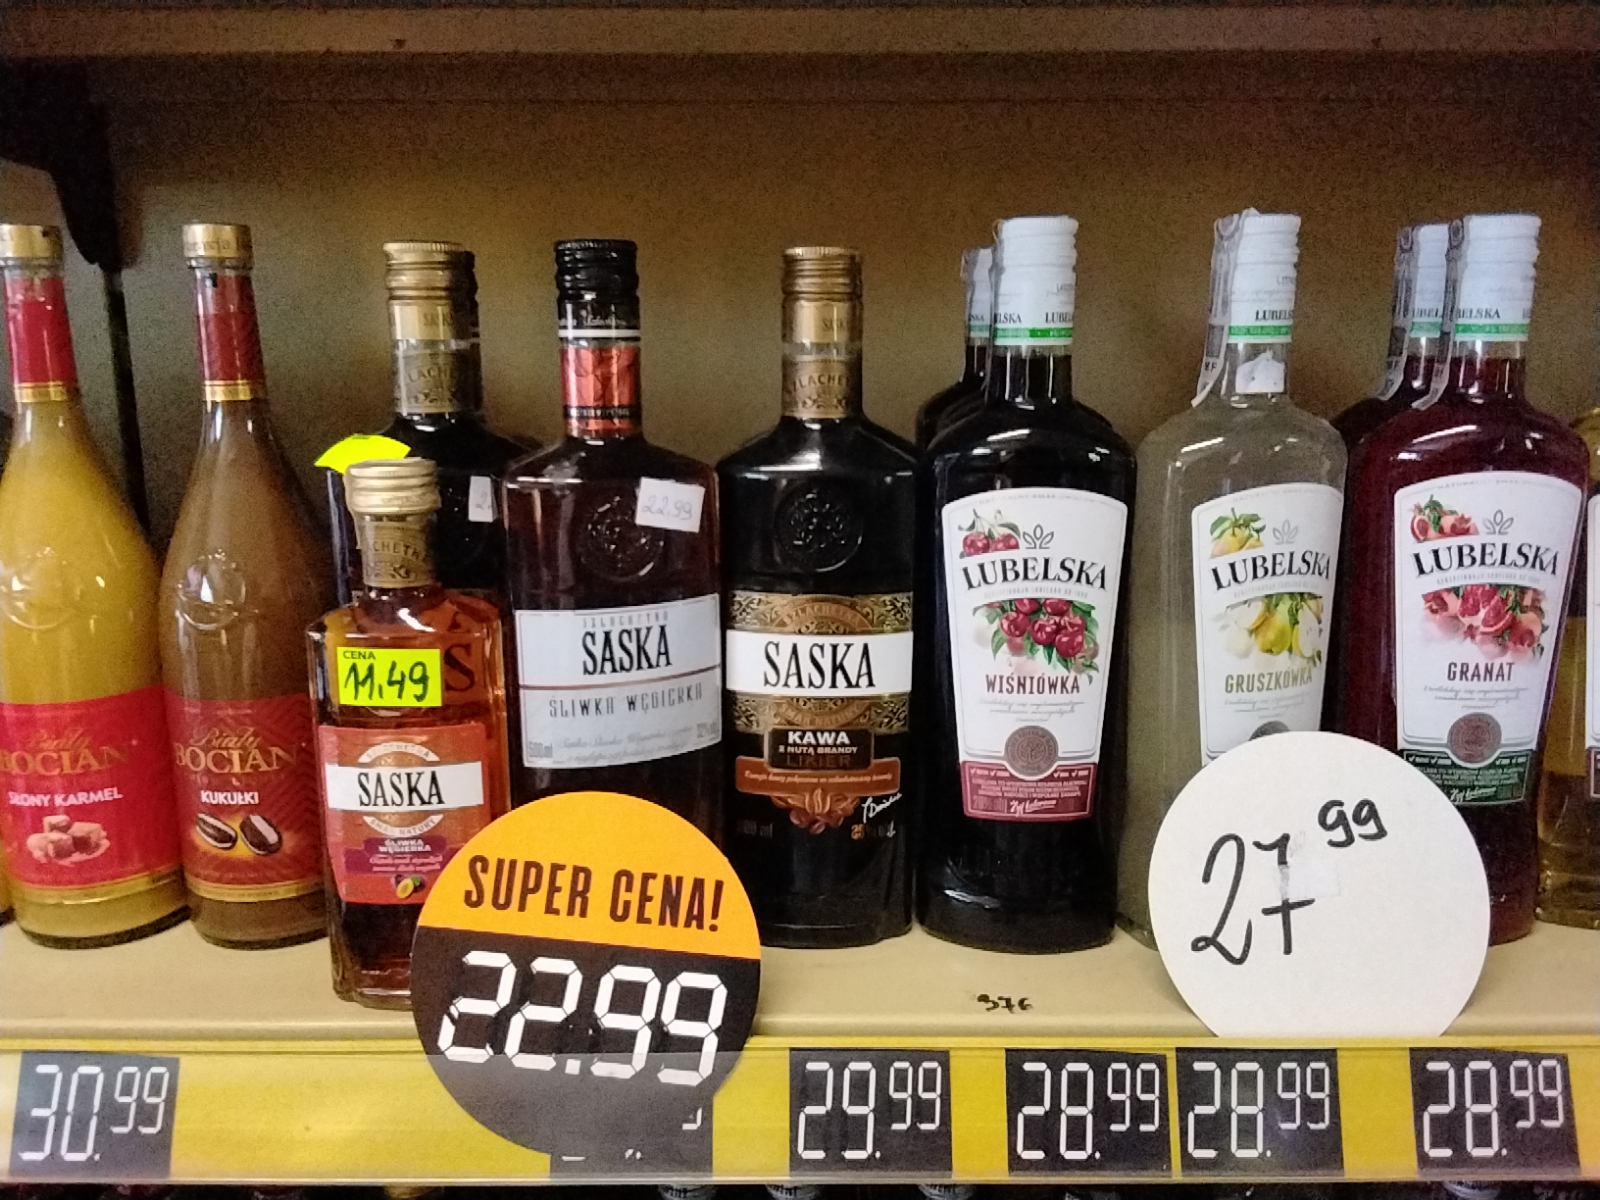 Biały
BOCIAN
SŁONY KARMEL
Biały
BOCIAN
KUKUŁKI
CENA
11.49
SASKA
ŚLIWKA
WĘGIERKA
22.99
SASKA
ŚLIWKA WĘGIERKA
500ml
SASKA
KAWA
Z NUTĄ BRANDY
LIKIER
LUBELSKA
WIŚNIÓWKA
LUBELSKA
GRUSZKÓWKA
LUBELSKA
GRANAT
SUPER CENA!
22.99
27 99
376
30.99
29.99
28.99
28.99
28.99